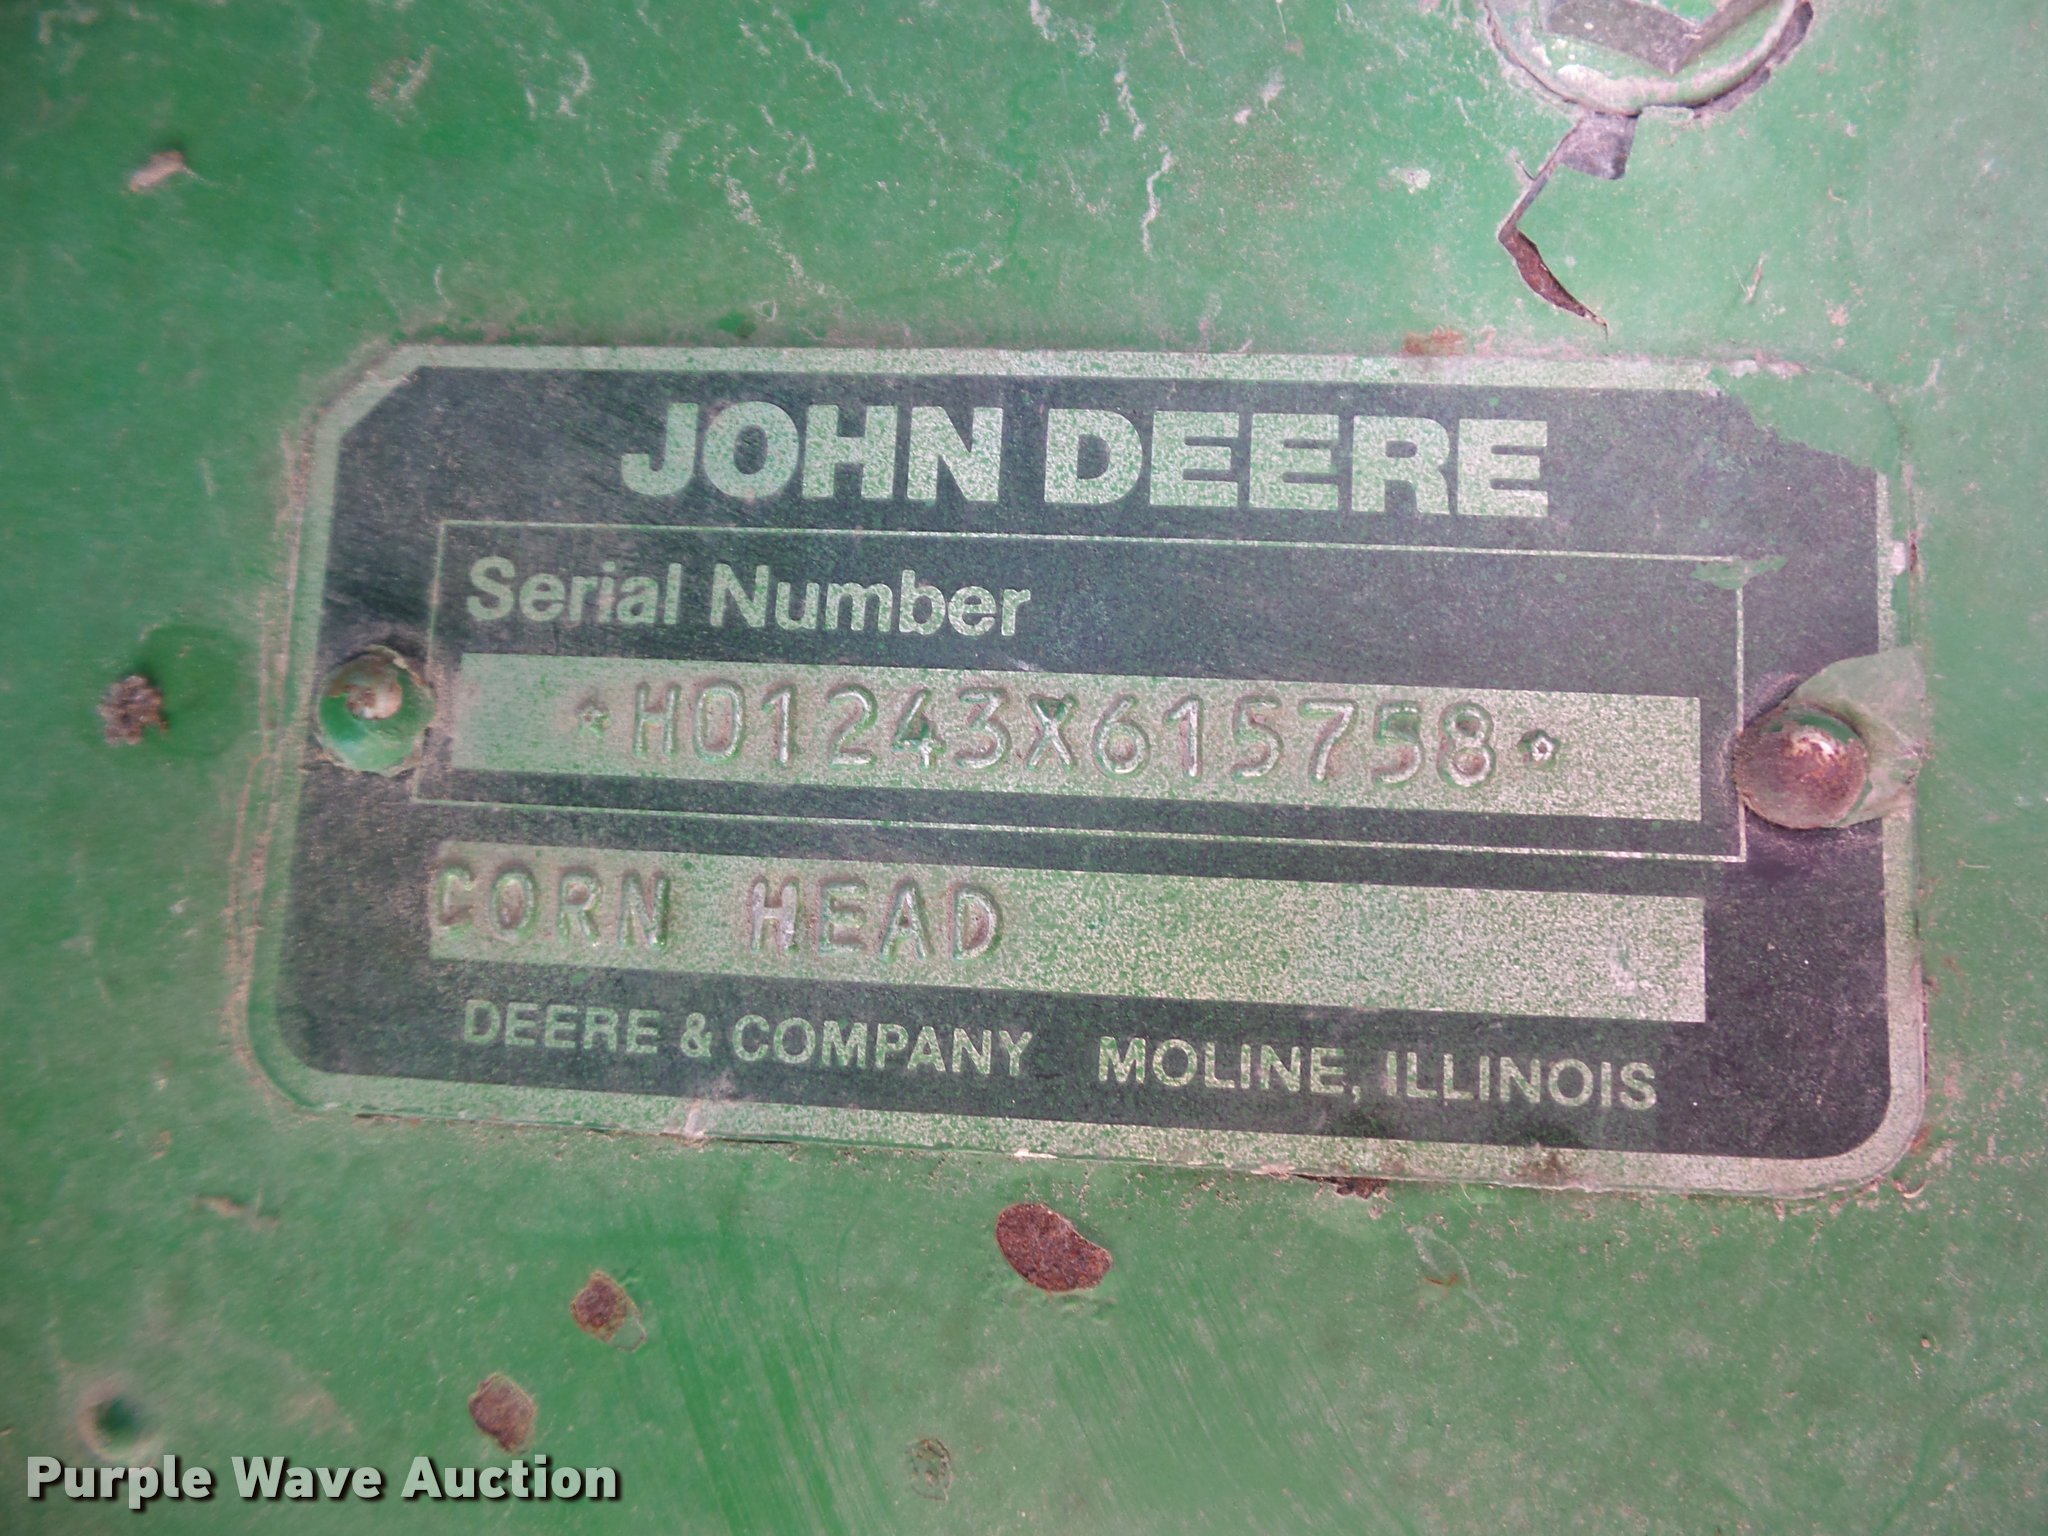 JOHN DEERE
Serial Number
*H01243X615758*
CORN HEAD
DEERE & COMPANY MOLINE, ILLINOIS
Purple Wave Auction